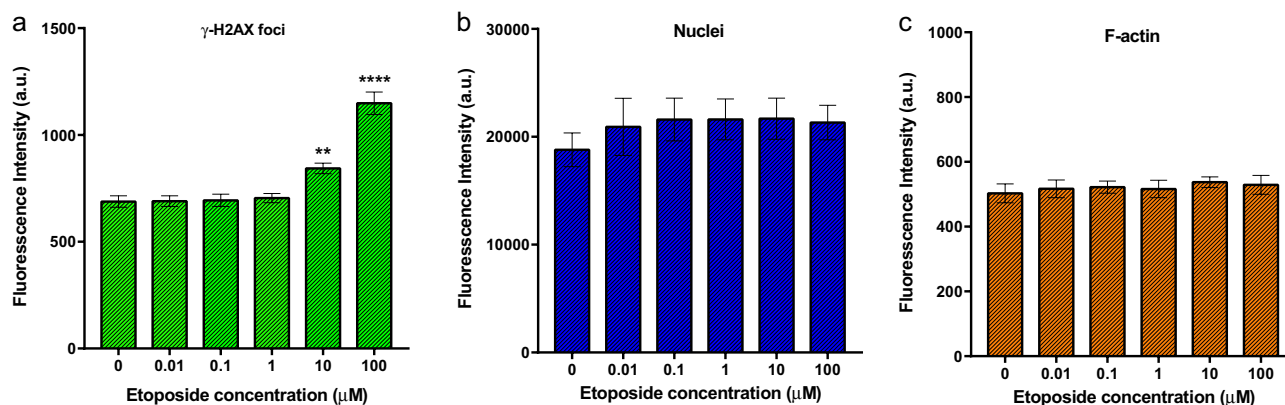 a
γ-H2AX foci
Fluoresscence Intensity (a.u.)
1500
1000
500
0
**
****
0 0.01 0.1 1 10 100
Etoposide concentration (μM)
b
Nuclei
Fluorescence Intensity (a.u.)
30000
20000
10000
0
0 0.01 0.1 1 10 100
Etoposide concentration (μM)
c
F-actin
Fluorescence Intensity (a.u.)
1000
800
600
400
200
0
0 0.01 0.1 1 10 100
Etoposide concentration (μM)